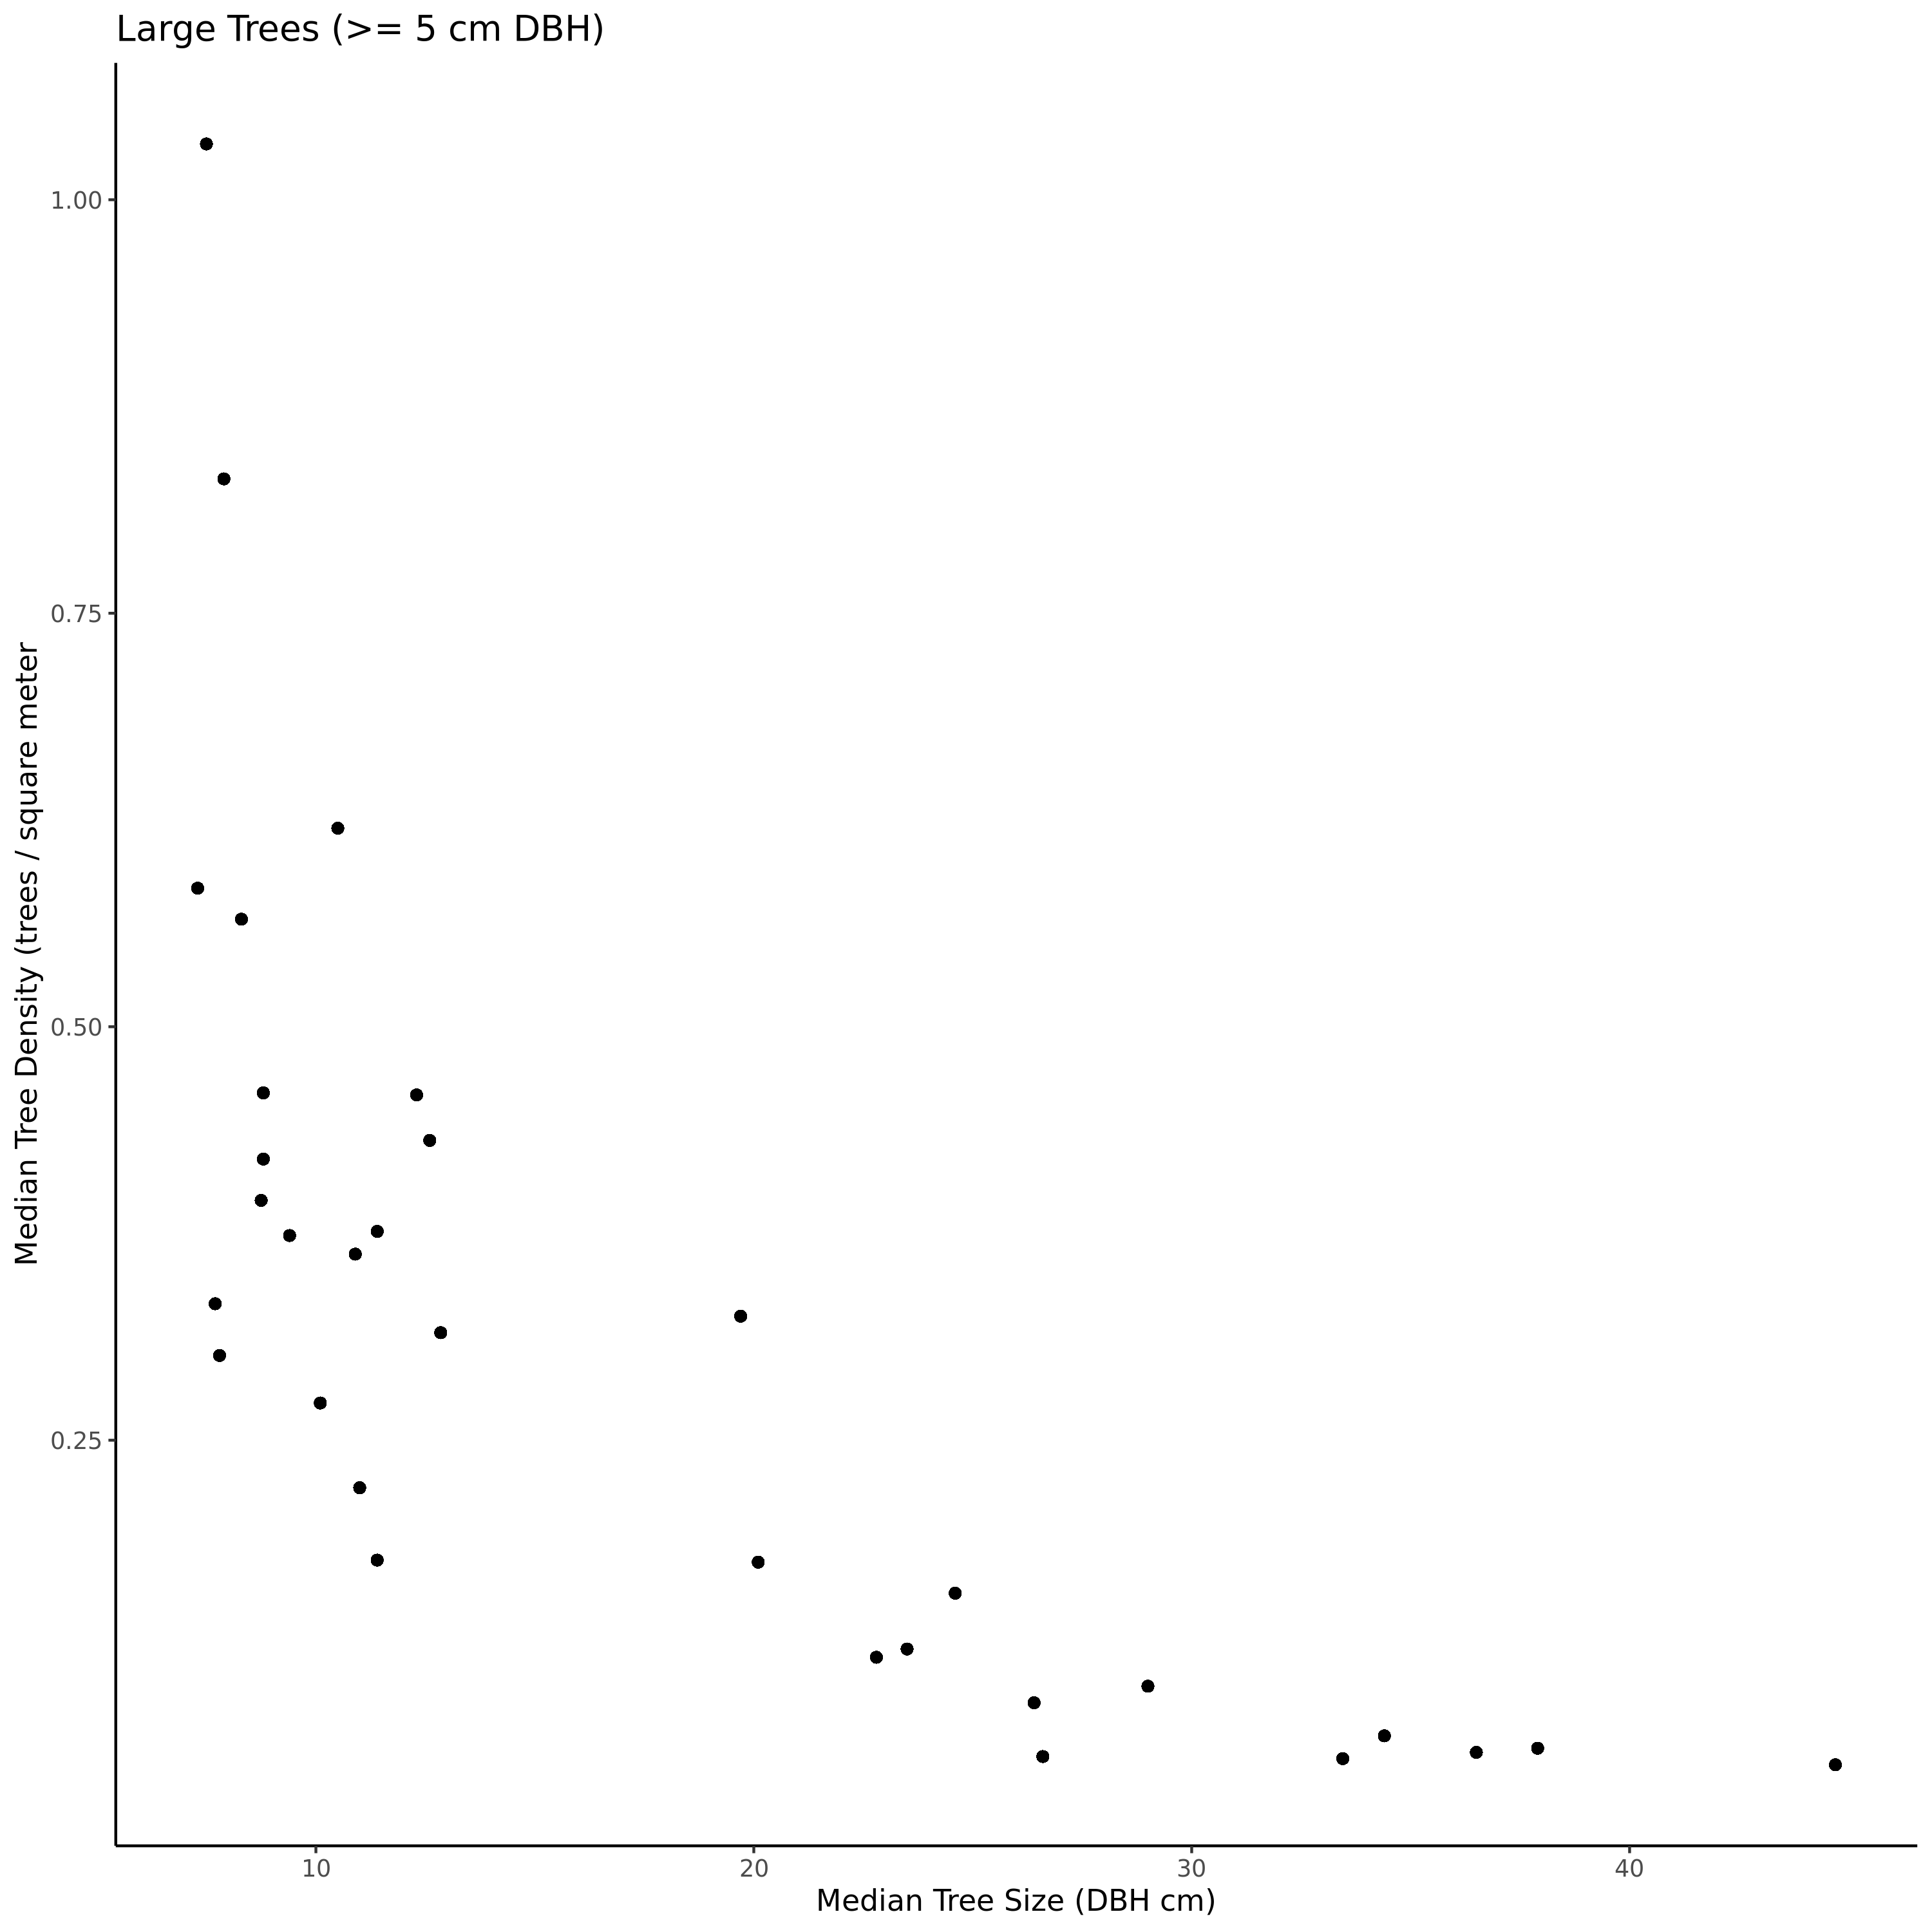 Large Trees (>= 5 cm DBH)
Median Tree Density (trees / square meter
1.00
0.75
0.50
0.25
10
20
30
40
Median Tree Size (DBH cm)